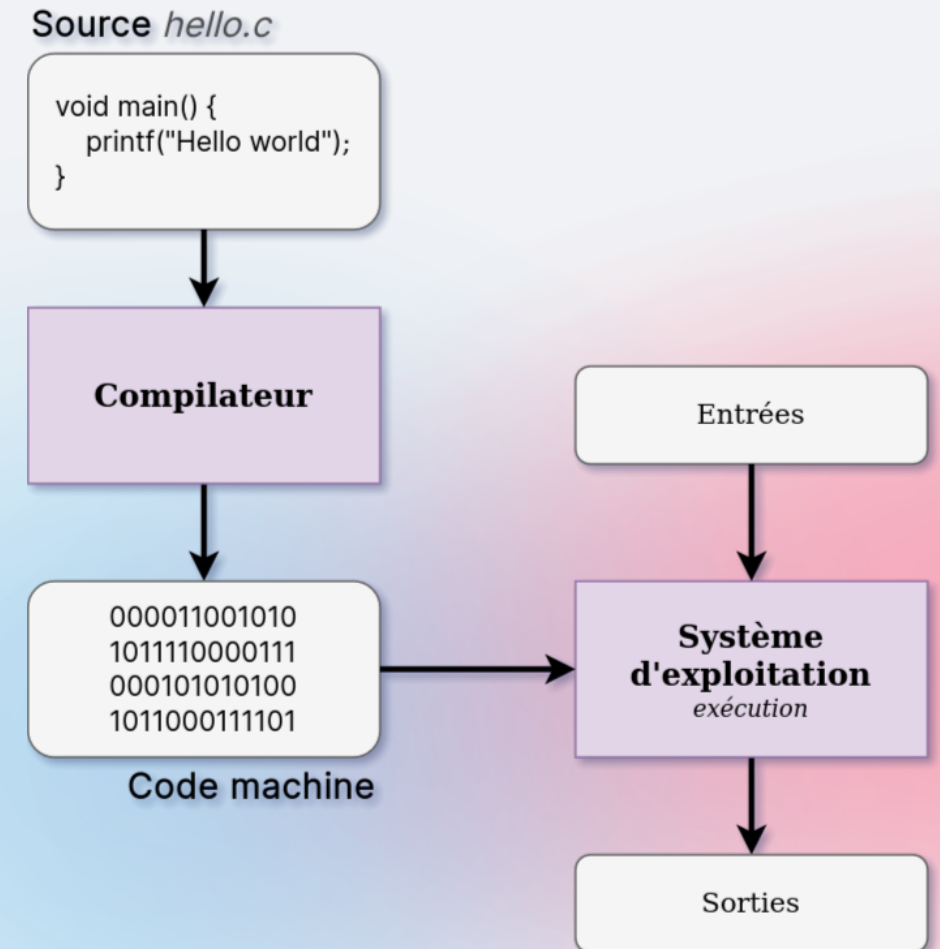 Source hello.c
void main() {
printf("Hello world");
}
Compilateur
000011001010
1011110000111
000101010100
1011000111101
Code machine
Entrées
Système
d'exploitation
exécution
Sorties